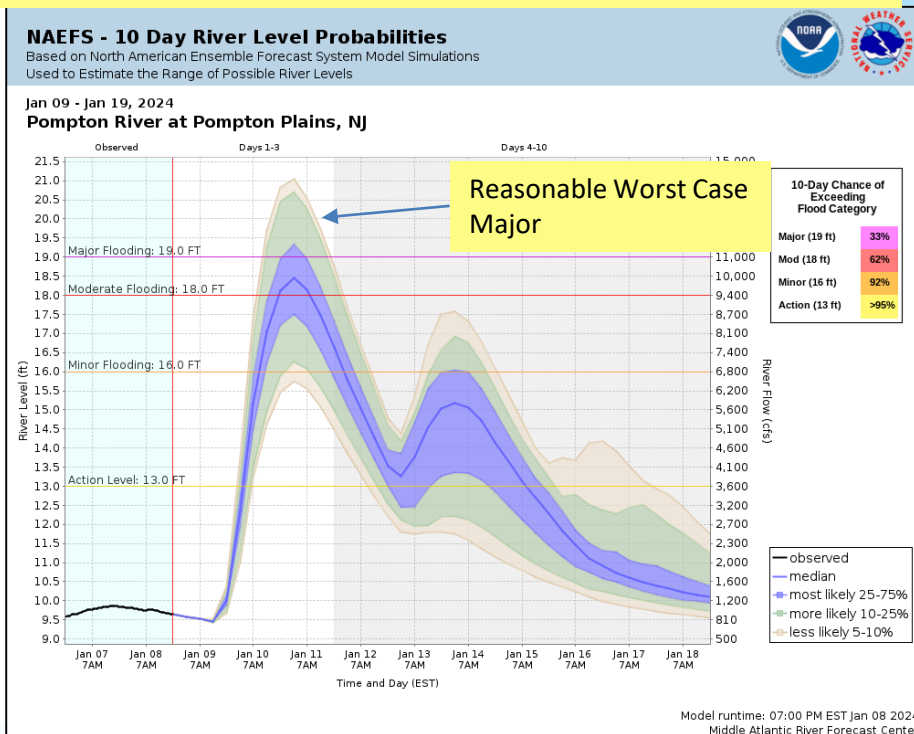 NAEFS - 10 Day River Level Probabilities
Based on North American Ensemble Forecast System Model Simulations
Used to Estimate the Range of Possible River Levels
NOAA
NATIONAL WEATHER SERVICE
Jan 09 - Jan 19, 2024
Pompton River at Pompton Plains, NJ
Observed
Days 1-3
Days 4-10
Reasonable Worst Case
Major
Major Flooding: 19.0 FT
Moderate Flooding: 18.0 FT
Minor Flooding: 16.0 FT
Action Level: 13.0 FT
River Level (ft)
21.5
21.0
20.5
20.0
19.5
19.0
18.5
18.0
17.5
17.0
16.5
16.0
15.5
15.0
14.5
14.0
13.5
13.0
12.5
12.0
11.5
11.0
10.5
10.0
9.5
9.0
15,000
11,000
10,000
9,400
8,700
8,100
7,400
6,800
6,200
5,600
5,100
4,600
4,100
3,600
3,200
2,700
2,300
2,000
1,600
1,200
810
500
River Flow (cfs)
Jan 07 Jan 08 Jan 09 Jan 10 Jan 11 Jan 12 Jan 13 Jan 14 Jan 15 Jan 16 Jan 17 Jan 18
7AM 7AM 7AM 7AM 7AM 7AM 7AM 7AM 7AM 7AM 7AM 7AM
Time and Day (EST)
10-Day Chance of
Exceeding
Flood Category
Major (19 ft) 33%
Mod (18 ft) 62%
Minor (16 ft) 92%
Action (13 ft) >95%
observed
median
most likely 25-75%
more likely 10-25%
less likely 5-10%
Model runtime: 07:00 PM EST Jan 08 2024
Middle Atlantic River Forecast Cente